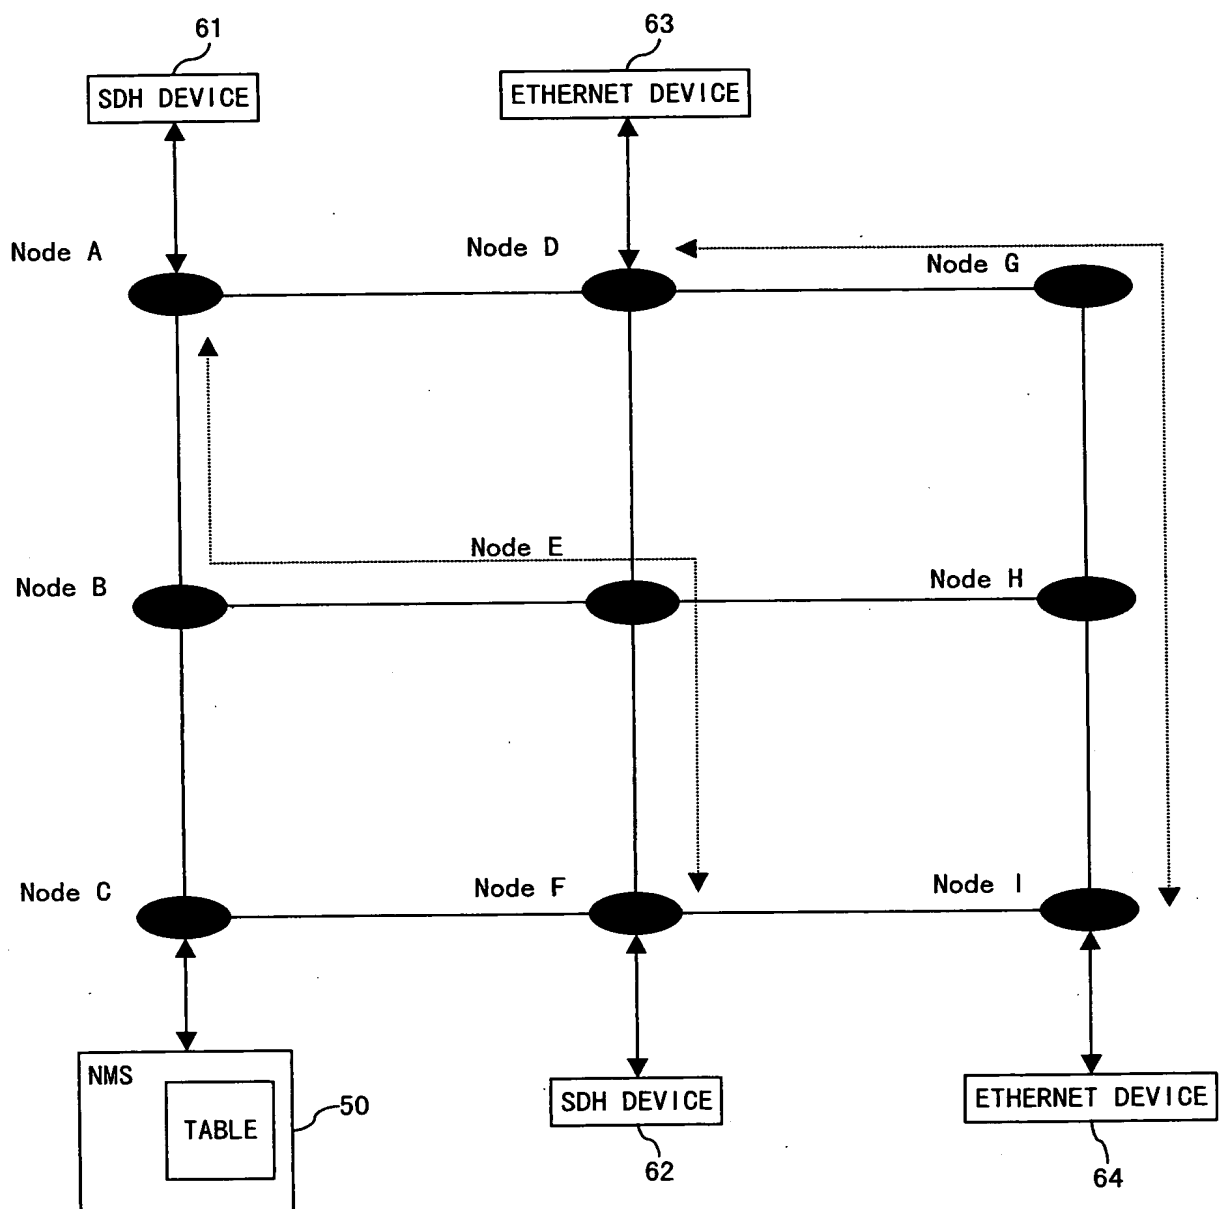 61
63
SDH DEVICE
ETHERNET DEVICE
Node A
Node D
Node G
Node E
Node B
Node H
Node C
Node F
Node I
NMS
TABLE
50
SDH DEVICE
ETHERNET DEVICE
62
64